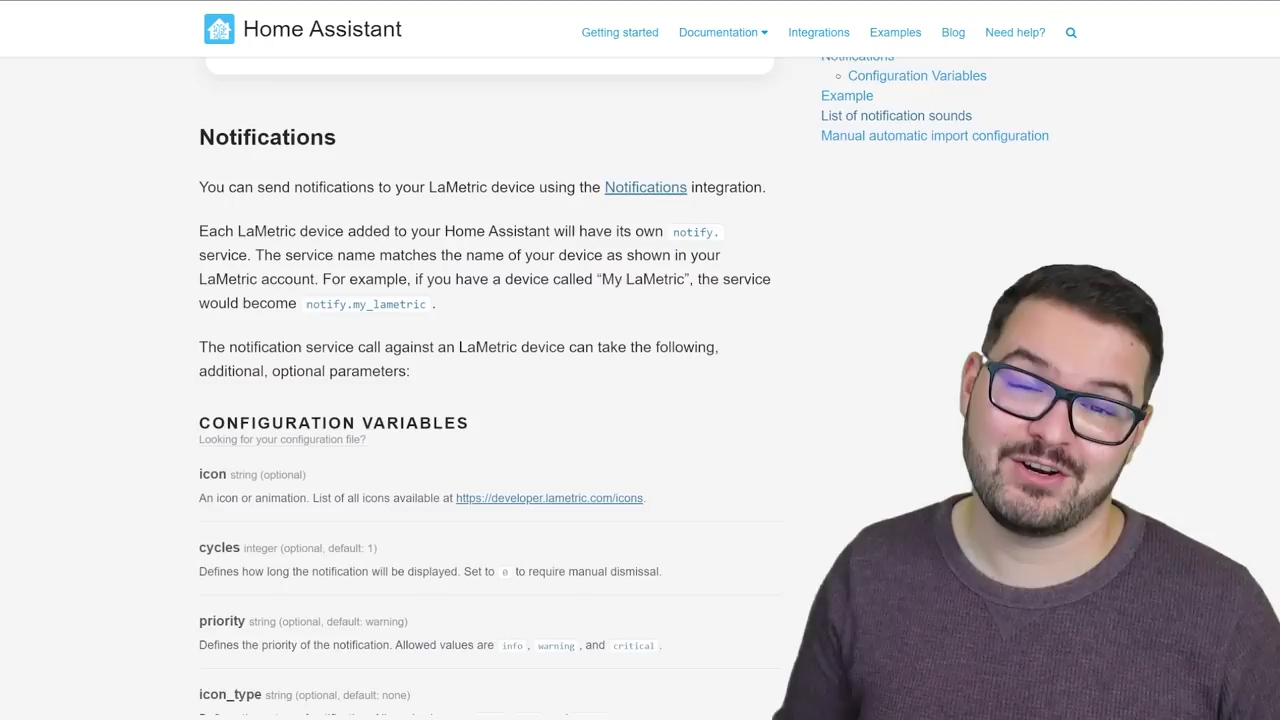 Home Assistant
Getting started
Documentation
Integrations
Examples
Blog
Need help?
Notifications
Configuration Variables
Example
List of notification sounds
Manual automatic import configuration
Notifications
You can send notifications to your LaMetric device using the Notifications integration.
Each LaMetric device added to your Home Assistant will have its own notify.
service. The service name matches the name of your device as shown in your
LaMetric account. For example, if you have a device called “My LaMetric”, the service
would become notify.my_lametric .
The notification service call against an LaMetric device can take the following,
additional, optional parameters:
CONFIGURATION VARIABLES
Looking for your configuration file?
icon string (optional)
An icon or animation. List of all icons available at https://developer.lametric.com/icons.
cycles integer (optional, default: 1)
Defines how long the notification will be displayed. Set to 0 to require manual dismissal.
priority string (optional, default: warning)
Defines the priority of the notification. Allowed values are info , warning , and critical .
icon_type string (optional, default: none)